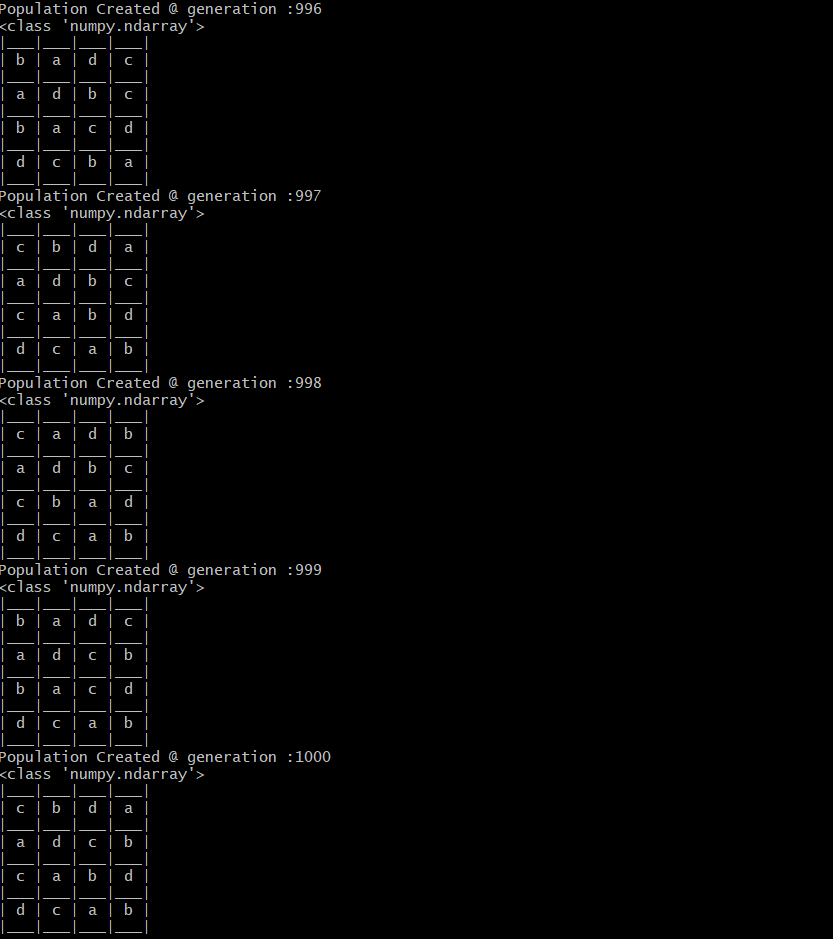 Population Created @ generation :996
<class 'numpy.ndarray'>
|___|___|___|___|
| b | a | d | c |
|___|___|___|___|
| a | d | b | c |
|___|___|___|___|
| b | a | c | d |
|___|___|___|___|
| d | c | b | a |
|___|___|___|___|
Population Created @ generation :997
<class 'numpy.ndarray'>
|___|___|___|___|
| c | b | d | a |
|___|___|___|___|
| a | d | b | c |
|___|___|___|___|
| c | a | b | d |
|___|___|___|___|
| d | c | a | b |
|___|___|___|___|
Population Created @ generation :998
<class 'numpy.ndarray'>
|___|___|___|___|
| c | a | d | b |
|___|___|___|___|
| a | d | b | c |
|___|___|___|___|
| c | b | a | d |
|___|___|___|___|
| d | c | a | b |
|___|___|___|___|
Population Created @ generation :999
<class 'numpy.ndarray'>
|___|___|___|___|
| b | a | d | c |
|___|___|___|___|
| a | d | c | b |
|___|___|___|___|
| b | a | c | d |
|___|___|___|___|
| d | c | a | b |
|___|___|___|___|
Population Created @ generation :1000
<class 'numpy.ndarray'>
|___|___|___|___|
| c | b | d | a |
|___|___|___|___|
| a | d | c | b |
|___|___|___|___|
| c | a | b | d |
|___|___|___|___|
| d | c | a | b |
|___|___|___|___|